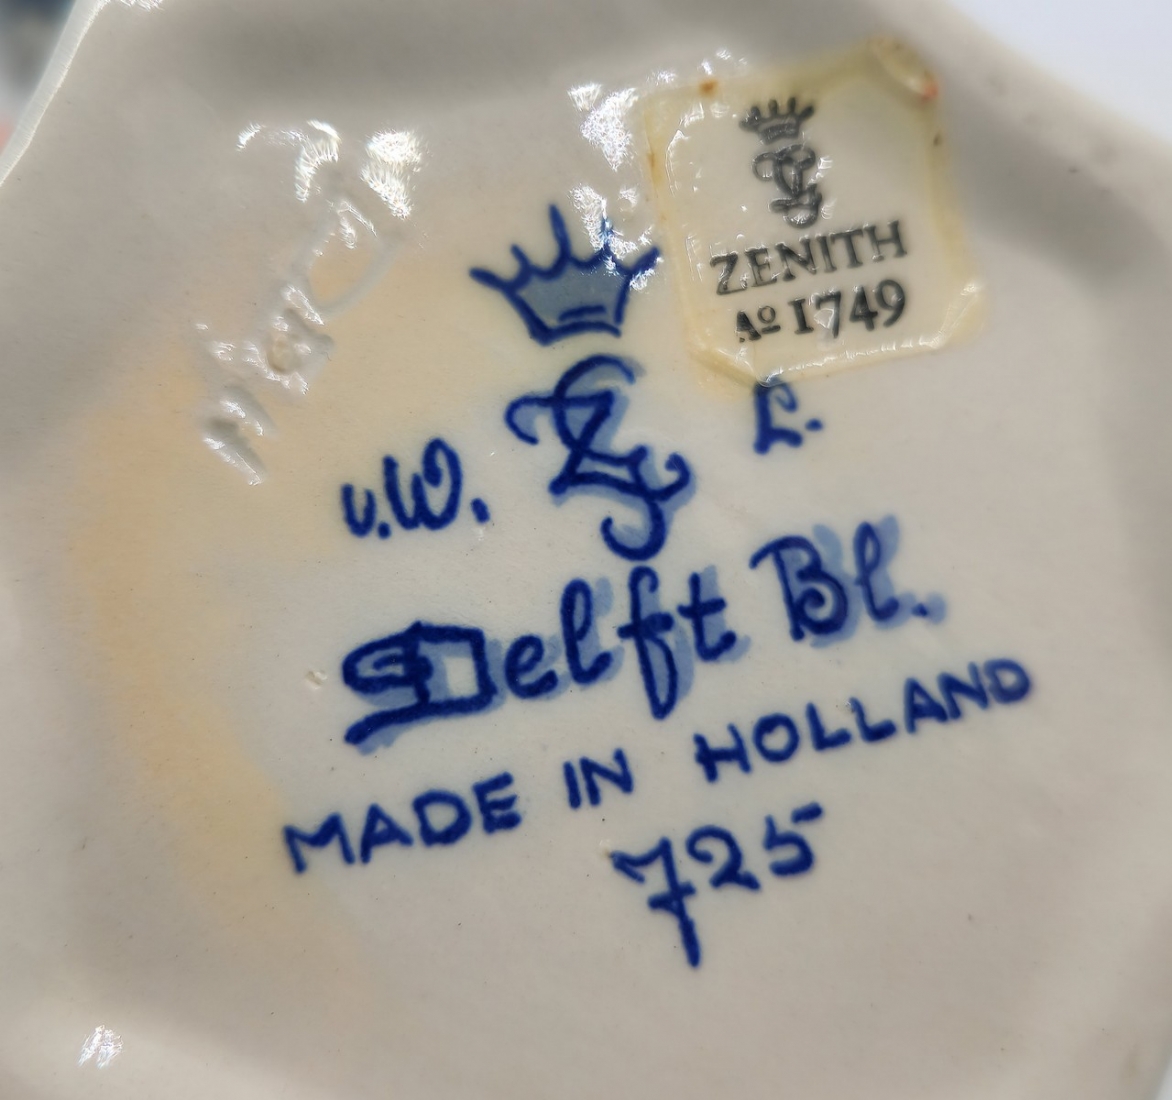 ZENITH
Aº 1749
v.W. L.
Delft Bl.
MADE IN HOLLAND
725